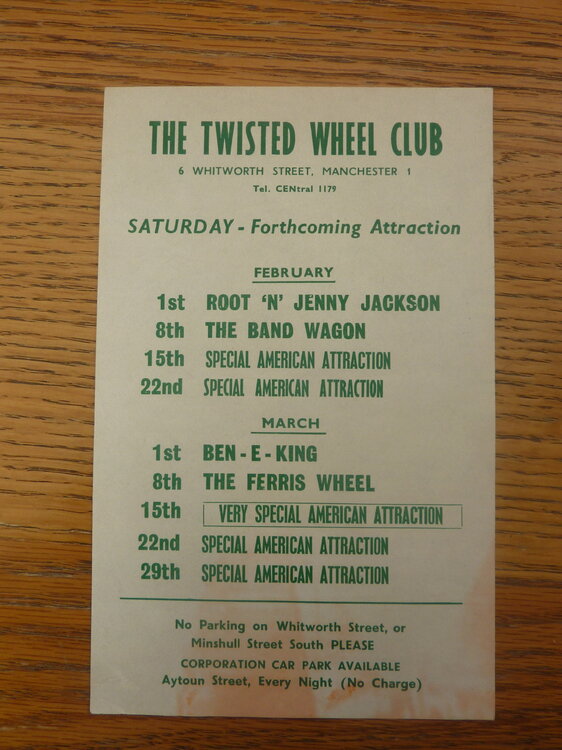 THE TWISTED WHEEL CLUB
6 WHITWORTH STREET, MANCHESTER 1
Tel. CENtral 1179
SATURDAY - Forthcoming Attraction
FEBRUARY
1st ROOT 'N' JENNY JACKSON
8th THE BAND WAGON
15th SPECIAL AMERICAN ATTRACTION
22nd SPECIAL AMERICAN ATTRACTION
MARCH
1st BEN - E - KING
8th THE FERRIS WHEEL
15th VERY SPECIAL AMERICAN ATTRACTION
22nd SPECIAL AMERICAN ATTRACTION
29th SPECIAL AMERICAN ATTRACTION
No Parking on Whitworth Street, or
Minshull Street South PLEASE
CORPORATION CAR PARK AVAILABLE
Aytoun Street, Every Night (No Charge)